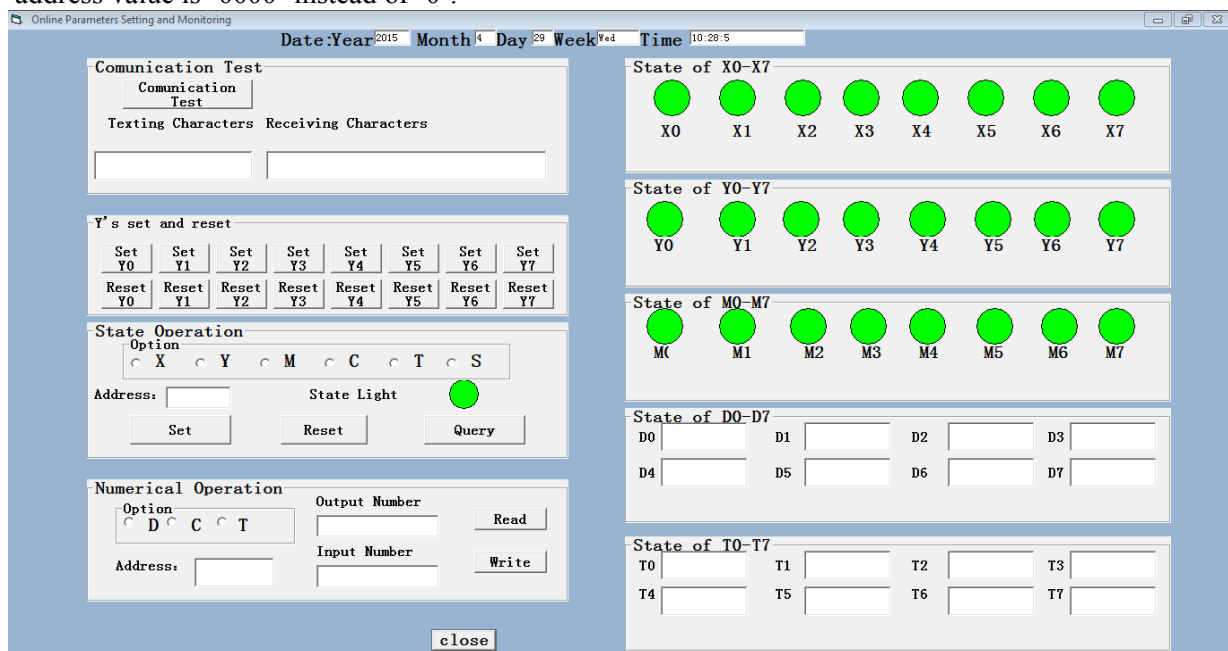 address value is "0000" instead of "0".
Online Parameters Setting and Monitoring
Date:Year 2015 Month 4 Day 29 Week Wed Time 10:28:5
Comunication Test
Comunication
Test
Texting Characters Receiving Characters
Y's set and reset
Set Y0 Set Y1 Set Y2 Set Y3 Set Y4 Set Y5 Set Y6 Set Y7
Reset Y0 Reset Y1 Reset Y2 Reset Y3 Reset Y4 Reset Y5 Reset Y6 Reset Y7
State Operation
Option
X Y M C T S
Address: State Light
Set Reset Query
Numerical Operation
Option
D C T
Output Number
Read
Input Number
Address:
Write
close
State of X0-X7
X0 X1 X2 X3 X4 X5 X6 X7
State of Y0-Y7
Y0 Y1 Y2 Y3 Y4 Y5 Y6 Y7
State of M0-M7
M( M1 M2 M3 M4 M5 M6 M7
State of D0-D7
D0 D1 D2 D3
D4 D5 D6 D7
State of T0-T7
T0 T1 T2 T3
T4 T5 T6 T7